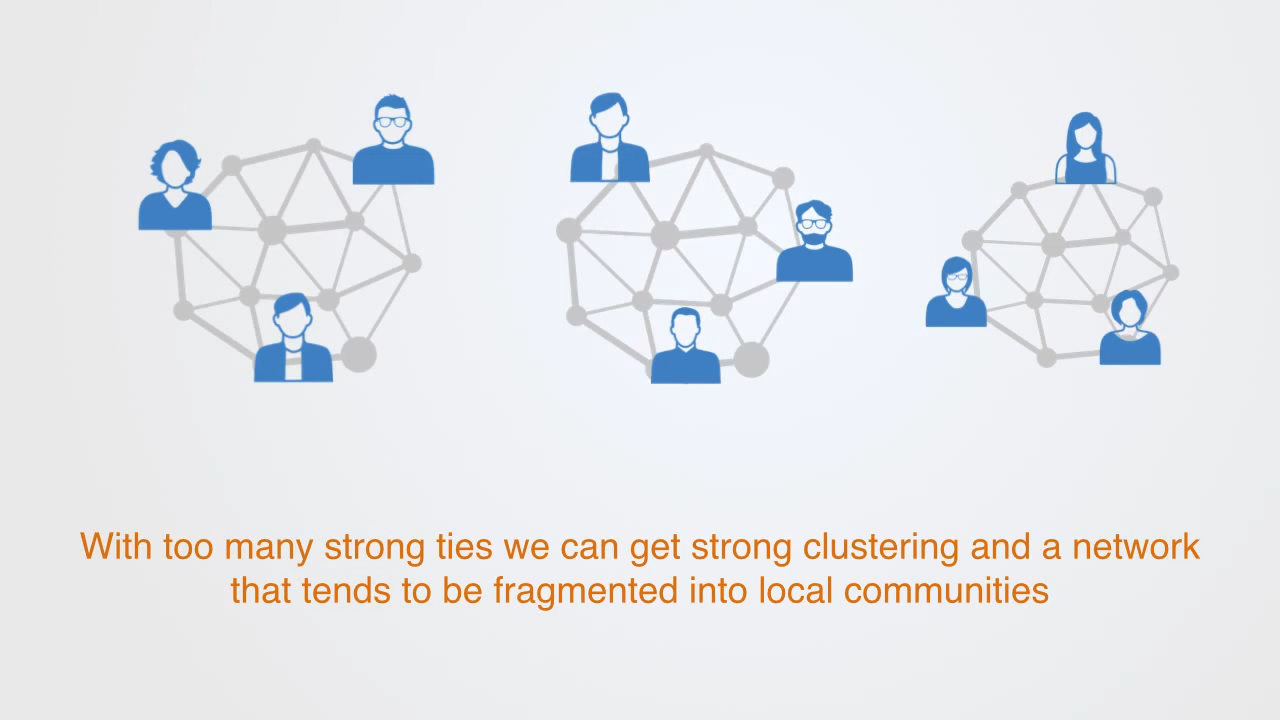 With too many strong ties we can get strong clustering and a network
that tends to be fragmented into local communities